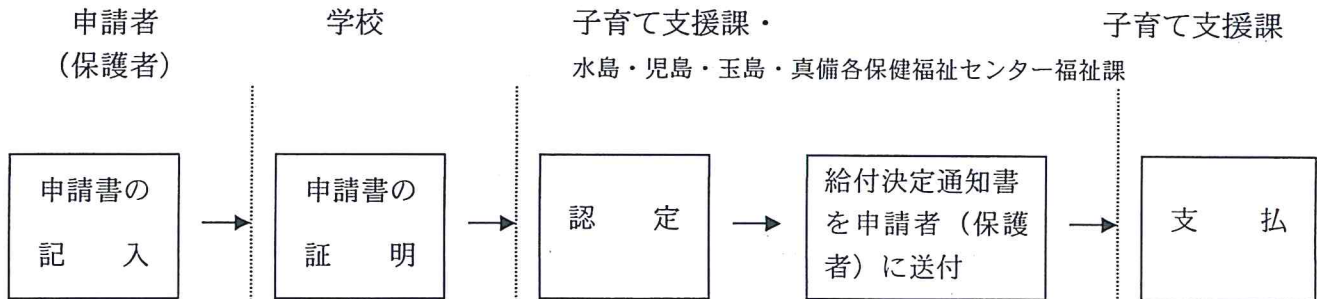 申請者
（保護者）
学校
子育て支援課・
水島・児島・玉島・真備各保健福祉センター福祉課
子育て支援課
申請書の
記　入
申請書の
証　明
認　定
給付決定通知書
を申請者（保護
者）に送付
支　払